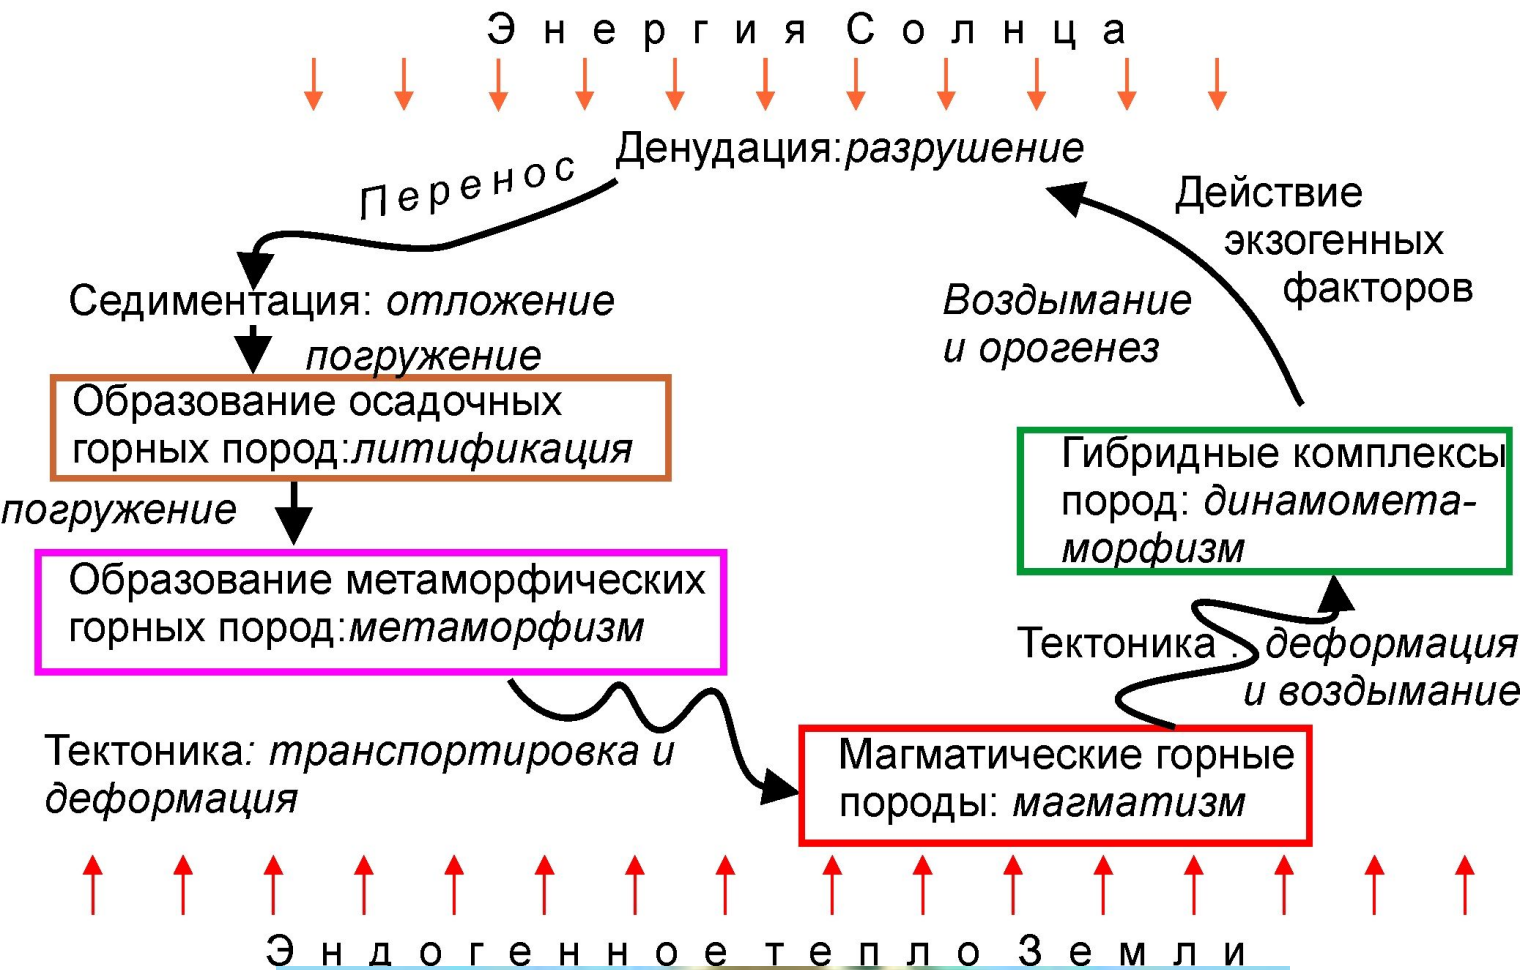 Энергия Солнца
Денудация:разрушение
Перенос
Действие
экзогенных
факторов
Седиментация: отложение
Воздымание
и орогенез
погружение
Образование осадочных
горных пород:литификация
Гибридные комплексы
пород: динамомета-
морфизм
погружение
Образование метаморфических
горных пород:метаморфизм
Тектоника : деформация
и воздымание
Тектоника: транспортировка и
деформация
Магматические горные
породы: магматизм
Эндогенное тепло Земли